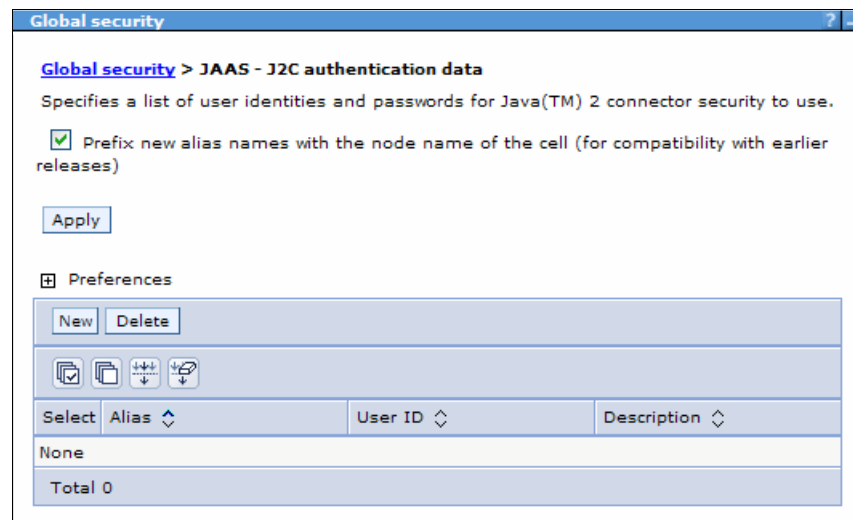 Global security
?
Global security > JAAS - J2C authentication data
Specifies a list of user identities and passwords for Java(TM) 2 connector security to use.
Prefix new alias names with the node name of the cell (for compatibility with earlier
releases)
Apply
Preferences
New Delete
Select Alias User ID Description
None
Total 0